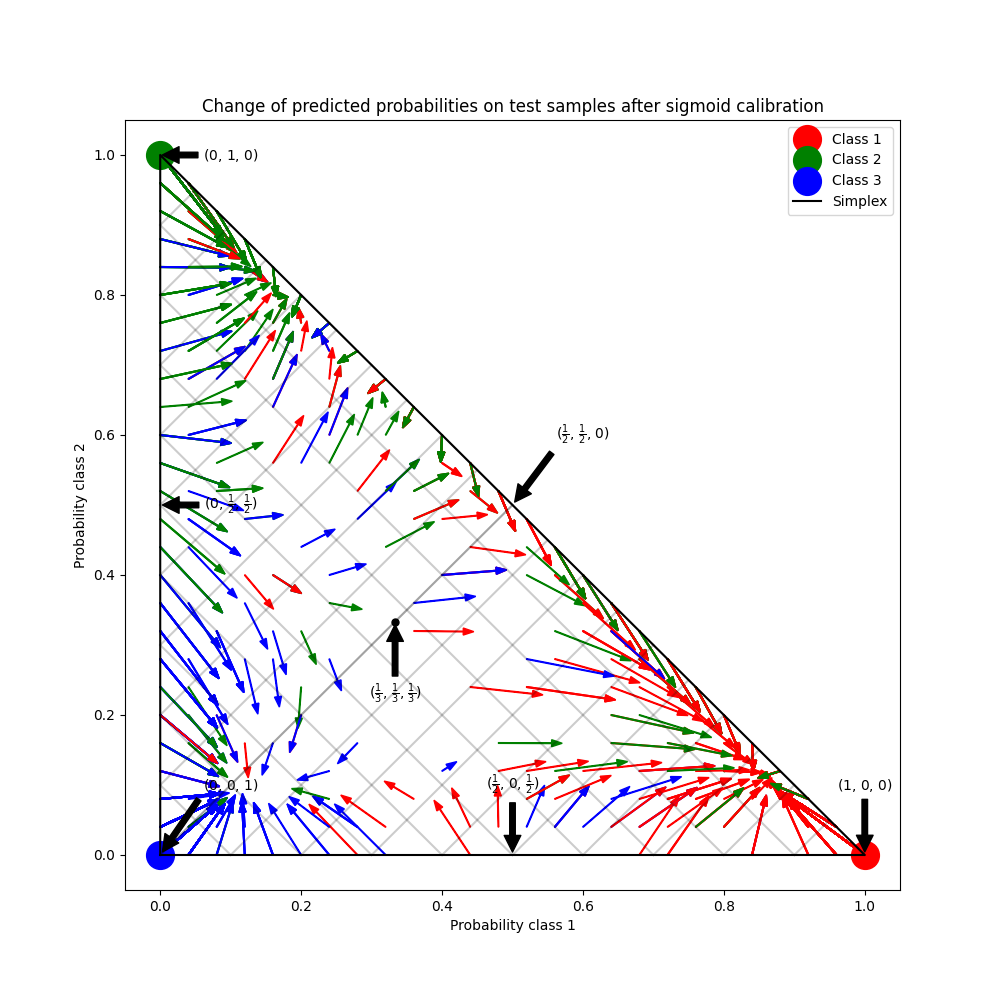 Change of predicted probabilities on test samples after sigmoid calibration
Class 1
Class 2
Class 3
Simplex
(0, 1, 0)
(1/2, 1/2, 0)
(0, 1/2, 1/2)
(1/3, 1/3, 1/3)
(0, 0, 1)
(1/2, 0, 1/2)
(1, 0, 0)
1.0
0.8
0.6
0.4
0.2
0.0
Probability class 2
0.0 0.2 0.4 0.6 0.8 1.0
Probability class 1